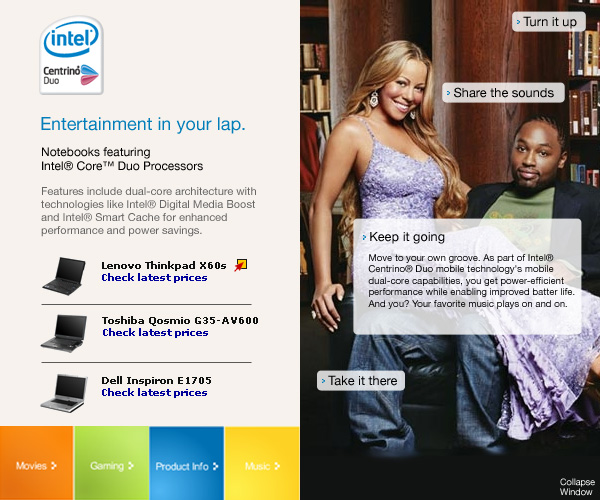 intel
Centrino
Duo
Entertainment in your lap.
Notebooks featuring
Intel® Core™ Duo Processors
Features include dual-core architecture with
technologies like Intel® Digital Media Boost
and Intel® Smart Cache for enhanced
performance and power savings.
Lenovo Thinkpad X60s
Check latest prices
Toshiba Qosmio G35-AV600
Check latest prices
Dell Inspiron E1705
Check latest prices
Movies
Gaming
Product Info
Music
› Turn it up
› Share the sounds
› Keep it going
Move to your own groove. As part of Intel®
Centrino® Duo mobile technology's mobile
dual-core capabilities, you get power-efficient
performance while enabling improved batter life.
And you? Your favorite music plays on and on.
› Take it there
Collapse
Window